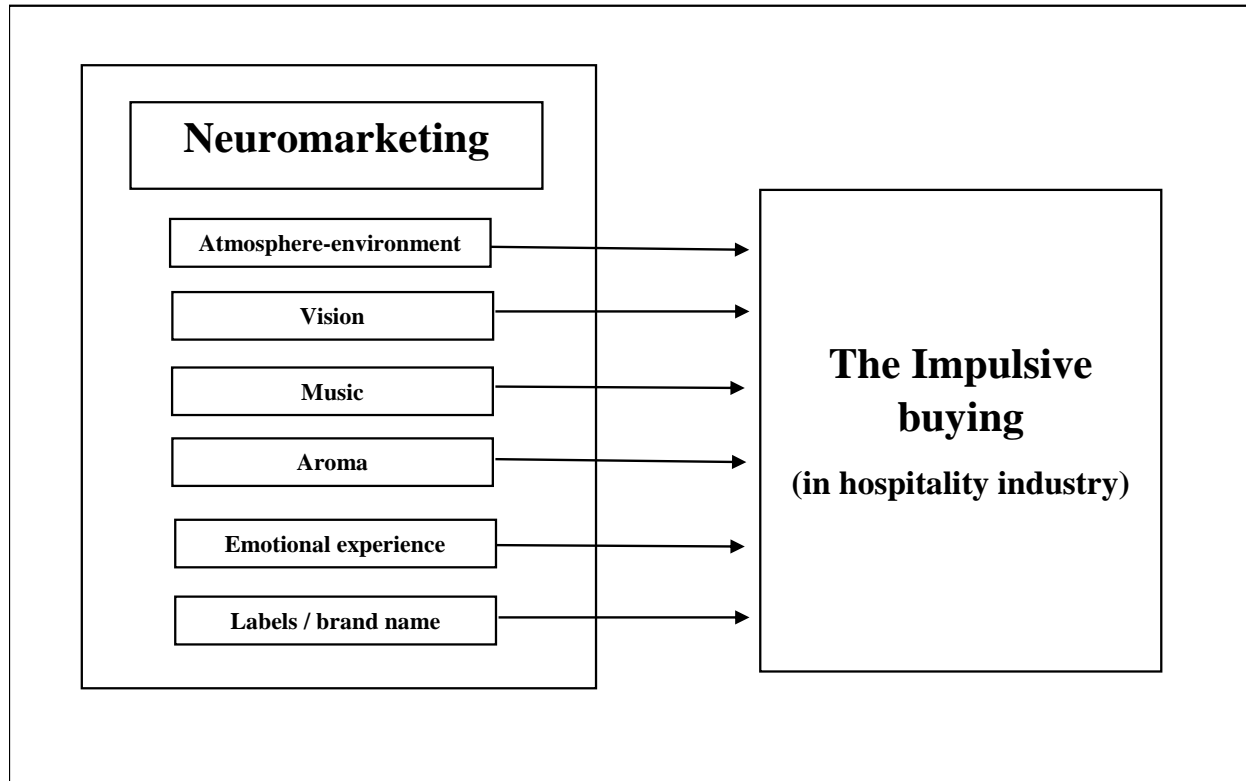 Neuromarketing
Atmosphere-environment
Vision
Music
Aroma
Emotional experience
Labels / brand name
The Impulsive
buying
(in hospitality industry)